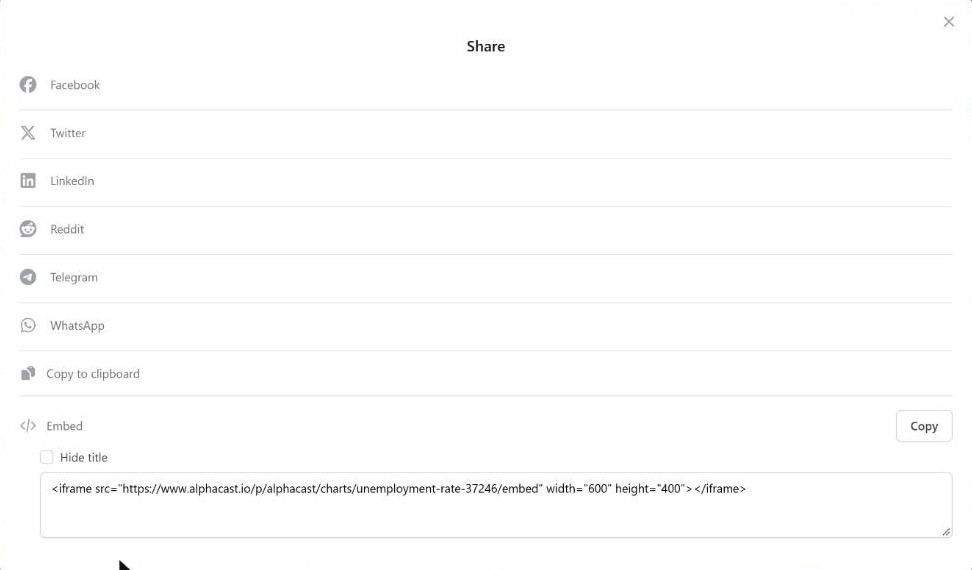 Share
Facebook
Twitter
LinkedIn
Reddit
Telegram
WhatsApp
Copy to clipboard
Embed
Copy
Hide title
<iframe src="https://www.alphacast.io/p/alphacast/charts/unemployment-rate-37246/embed" width="600" height="400"></iframe>